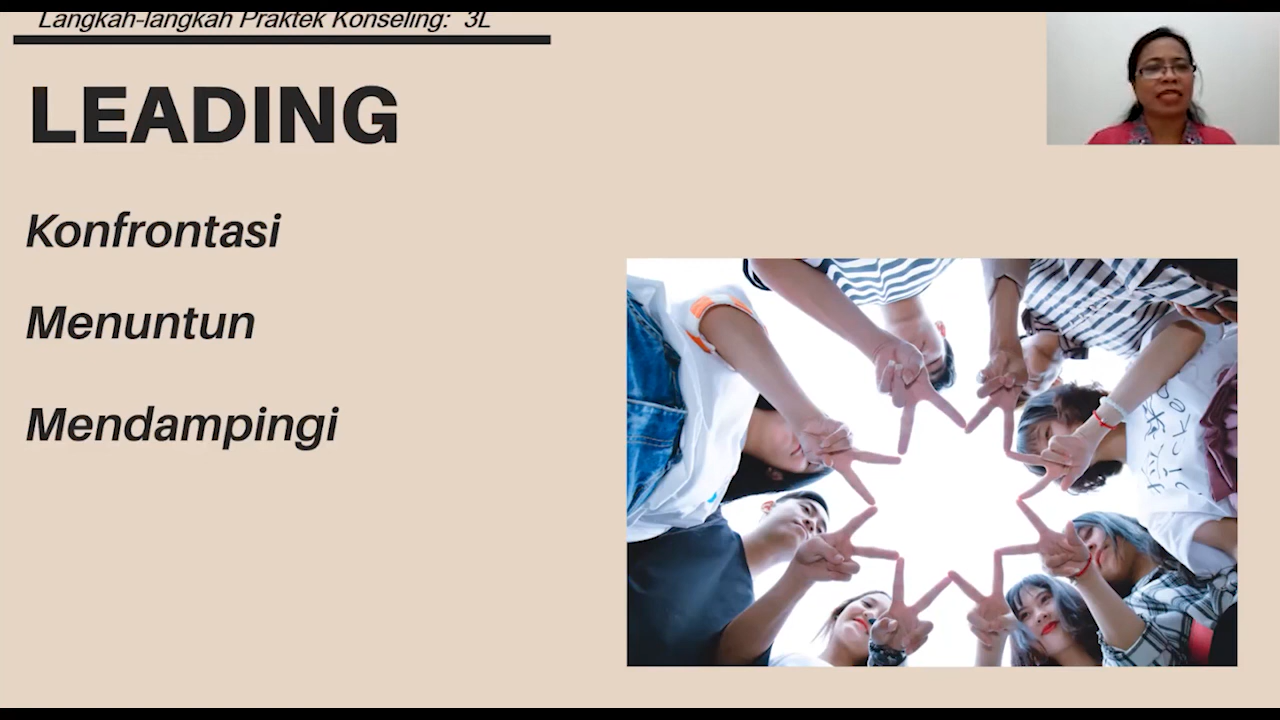 Langkah-langkah Praktek Konseling: 3L
LEADING
Konfrontasi
Menuntun
Mendampingi